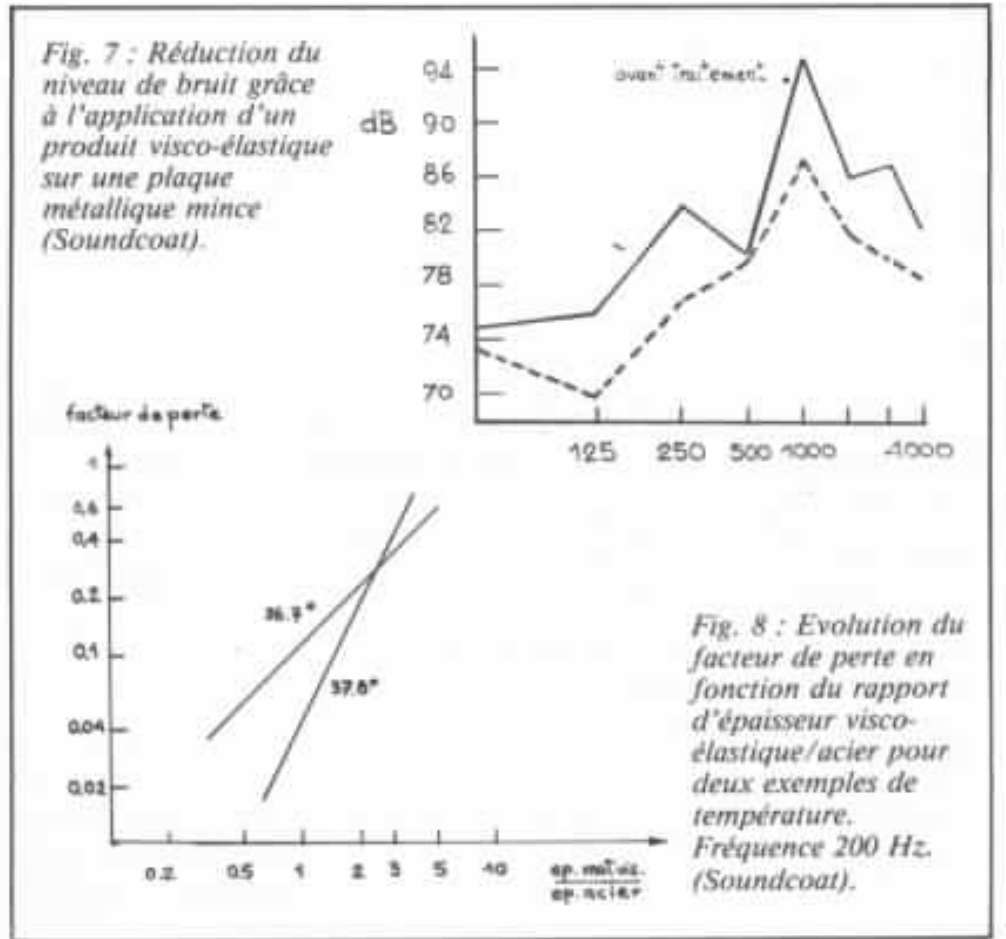 Fig. 7 : Réduction du
niveau de bruit grâce
à l'application d'un
produit visco-élastique
sur une plaque
métallique mince
(Soundcoat).
dB
94
90
86
82
78
74
70
avant traitement
125 250 500 1000 4000
facteur de perte
1
0,6
0,4
0,2
0,1
0,04
0,02
37.8°
0.2 0.5 1 2 3 5 10
ep. mat vis.
ep. acier
Fig. 8 : Evolution du
facteur de perte en
fonction du rapport
d'épaisseur visco-
élastique/acier pour
deux exemples de
température.
Fréquence 200 Hz.
(Soundcoat).